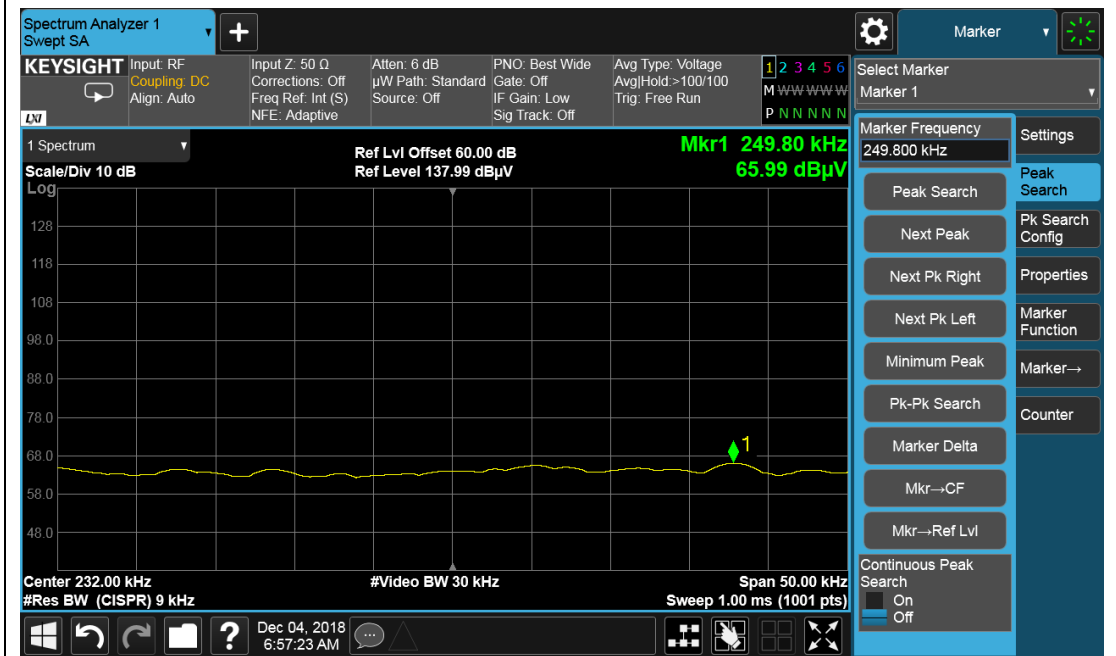 Spectrum Analyzer 1
Swept SA
+
Marker
KEYSIGHT
LXI
Input: RF
Coupling: DC
Align: Auto
Input Z: 50 Ω
Corrections: Off
Freq Ref: Int (S)
NFE: Adaptive
Atten: 6 dB
µW Path: Standard
Source: Off
PNO: Best Wide
Gate: Off
IF Gain: Low
Sig Track: Off
Avg Type: Voltage
Avg|Hold:>100/100
Trig: Free Run
1 2 3 4 5 6
M W W W W W W
P N N N N N
Select Marker
Marker 1
1 Spectrum
Scale/Div 10 dB
Ref Lvl Offset 60.00 dB
Ref Level 137.99 dBµV
Mkr1 249.80 kHz
65.99 dBµV
Log
128
118
108
98.0
88.0
78.0
68.0
58.0
48.0
1
Center 232.00 kHz
#Res BW (CISPR) 9 kHz
#Video BW 30 kHz
Span 50.00 kHz
Sweep 1.00 ms (1001 pts)
Marker Frequency
249.800 kHz
Peak Search
Next Peak
Next Pk Right
Next Pk Left
Minimum Peak
Pk-Pk Search
Marker Delta
Mkr→CF
Mkr→Ref Lvl
Continuous Peak
Search
On
Off
Settings
Peak
Search
Pk Search
Config
Properties
Marker
Function
Marker→
Counter
?
Dec 04, 2018
6:57:23 AM